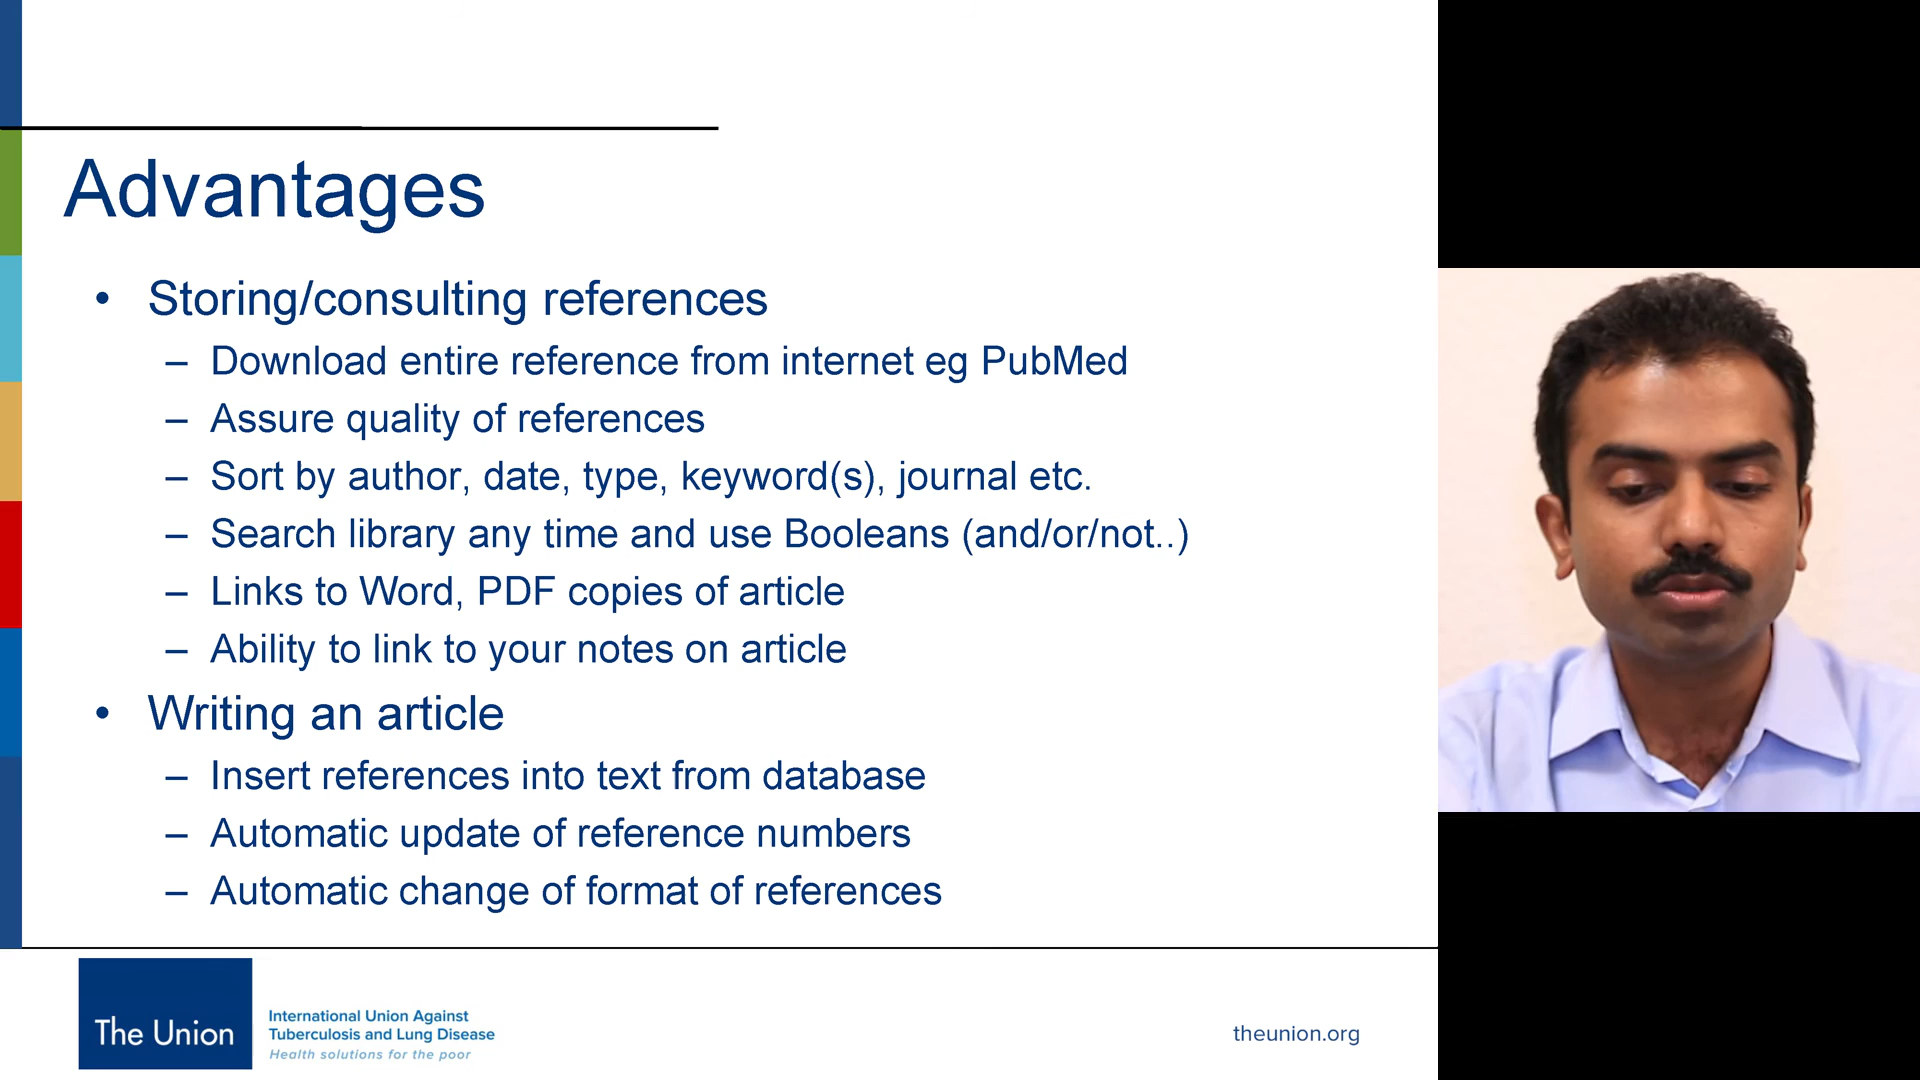 Advantages
• Storing/consulting references
– Download entire reference from internet eg PubMed
– Assure quality of references
– Sort by author, date, type, keyword(s), journal etc.
– Search library any time and use Booleans (and/or/not..)
– Links to Word, PDF copies of article
– Ability to link to your notes on article
• Writing an article
– Insert references into text from database
– Automatic update of reference numbers
– Automatic change of format of references
The Union
International Union Against
Tuberculosis and Lung Disease
Health solutions for the poor
theunion.org